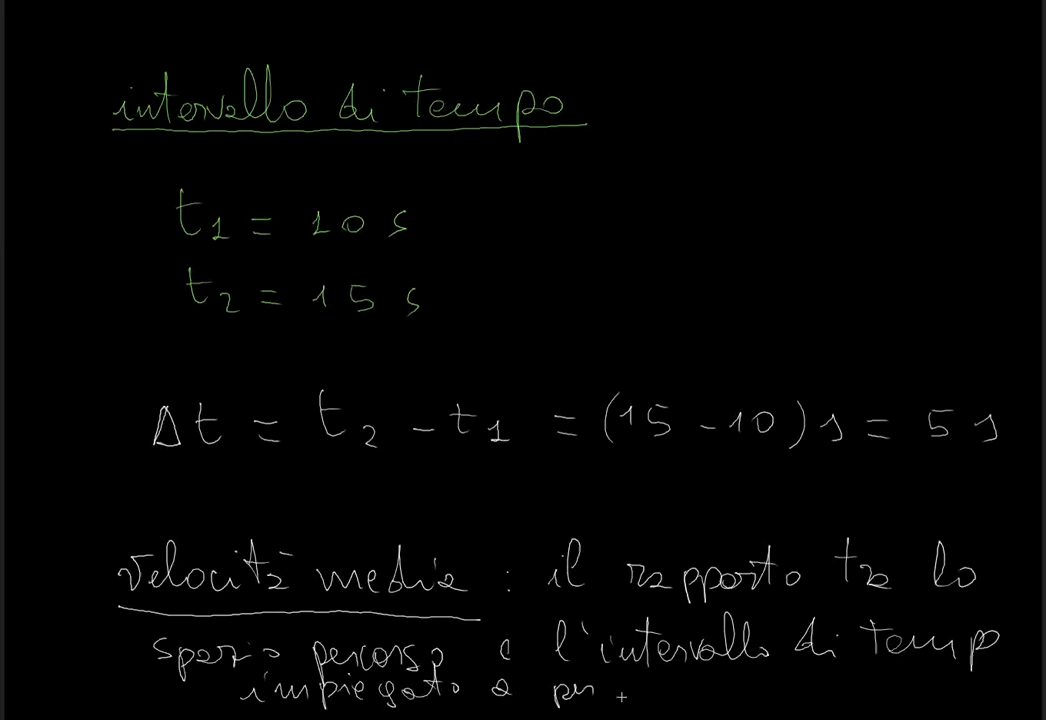 intervallo di tempo
t₁ = 10 s
t₂ = 15 s
Δt = t₂ - t₁ = (15 - 10) s = 5 s
velocità media : il rapporto tra lo
spazio percorso e l'intervallo di tempo
impiegato a per